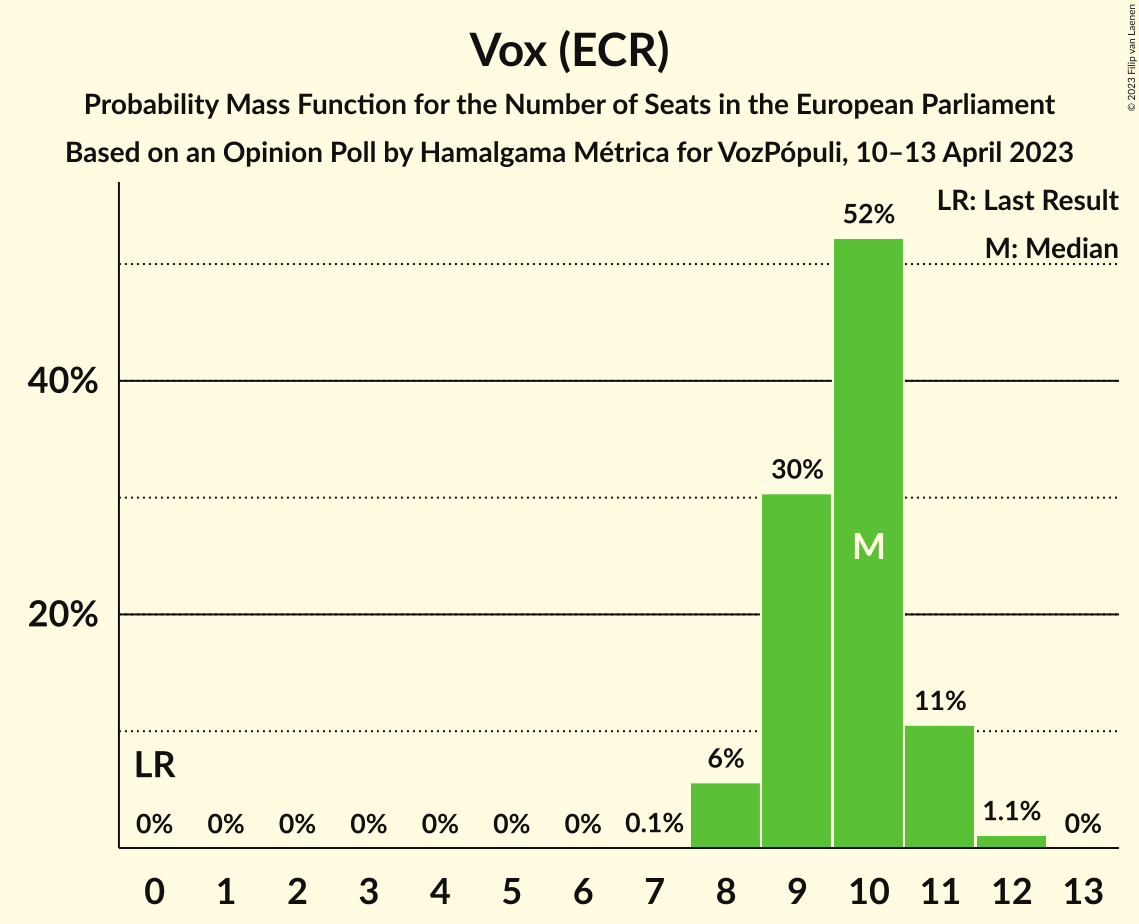 Vox (ECR)
Probability Mass Function for the Number of Seats in the European Parliament
Based on an Opinion Poll by Hamalgama Métrica for VozPópuli, 10–13 April 2023
© 2023 Filip van Laenen
LR: Last Result
M: Median
52%
40%
30%
M
20%
11%
LR
6%
1.1%
0% 0% 0% 0% 0% 0% 0% 0.1% 0%
0 1 2 3 4 5 6 7 8 9 10 11 12 13